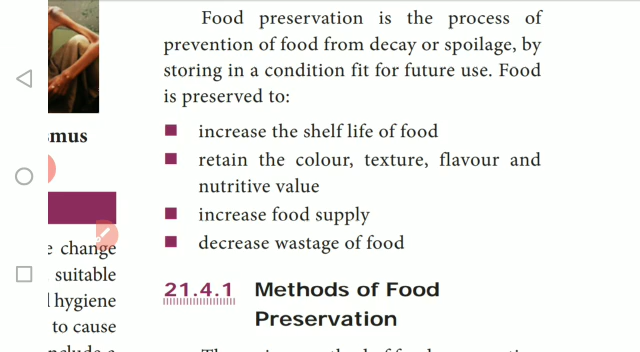 smus
e change
suitable
hygiene
to cause
Food preservation is the process of
prevention of food from decay or spoilage, by
storing in a condition fit for future use. Food
is preserved to:
increase the shelf life of food
retain the colour, texture, flavour and
nutritive value
increase food supply
decrease wastage of food
21.4.1 Methods of Food
Preservation